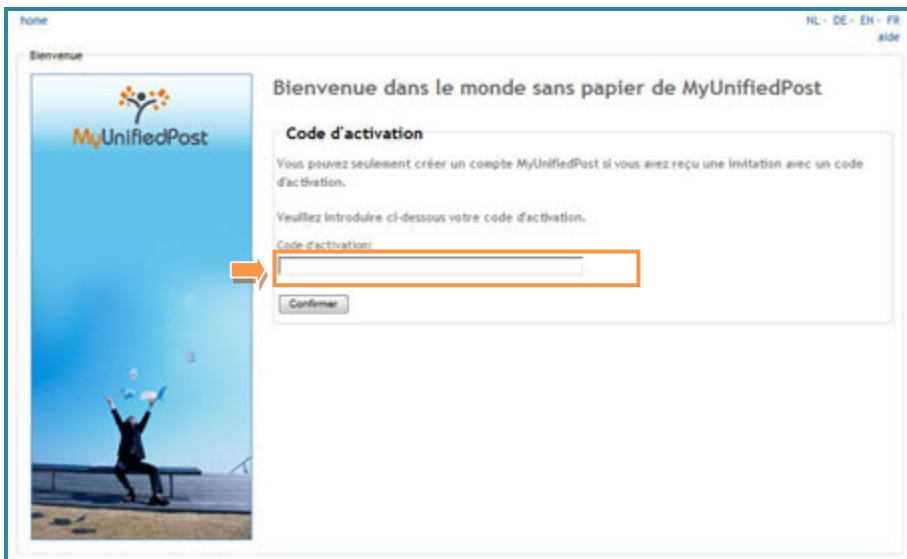 home
NL - DE - EN - FR
aide
Bienvenue
MyUnifiedPost
Bienvenue dans le monde sans papier de MyUnifiedPost
Code d'activation
Vous pouvez seulement créer un compte MyUnifiedPost si vous avez reçu une invitation avec un code
d'activation.
Veuillez introduire ci-dessous votre code d'activation.
Code d'activation:
Confirmer